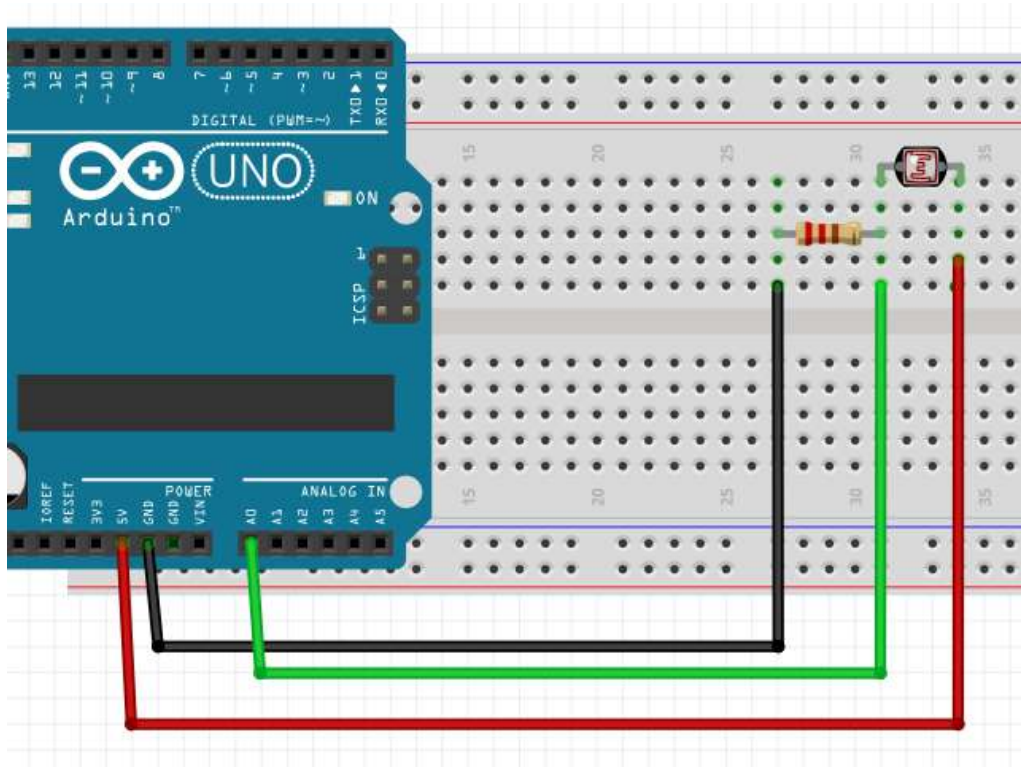 13
12
~11
~10
~9
8
7
~6
~5
4
~3
2
TXD▶1
RXD◀0
DIGITAL (PWM=~)
UNO
ON
Arduino™
1
ICSP
15
20
25
30
35
15
20
25
30
35
POWER
ANALOG IN
IOREF
RESET
3V3
5V
GND
GND
VIN
A0
A1
A2
A3
A4
A5